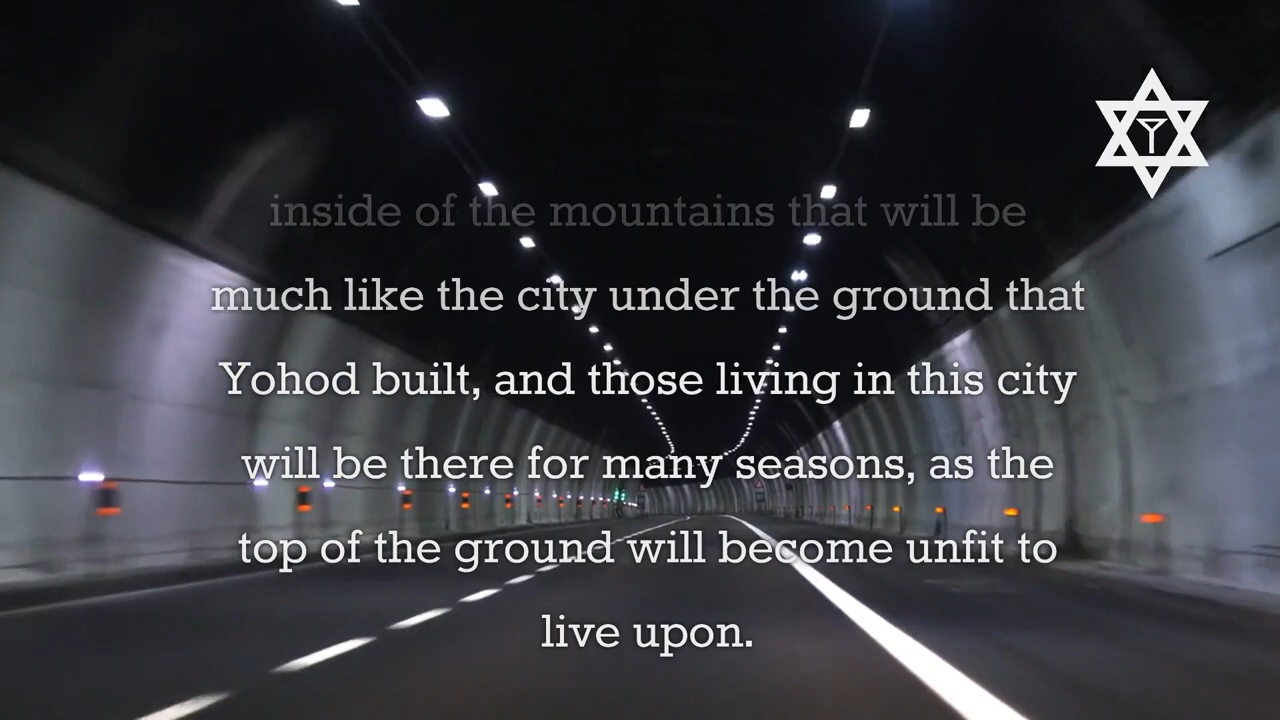 inside of the mountains that will be
much like the city under the ground that
Yohod built, and those living in this city
will be there for many seasons, as the
top of the ground will become unfit to
live upon.